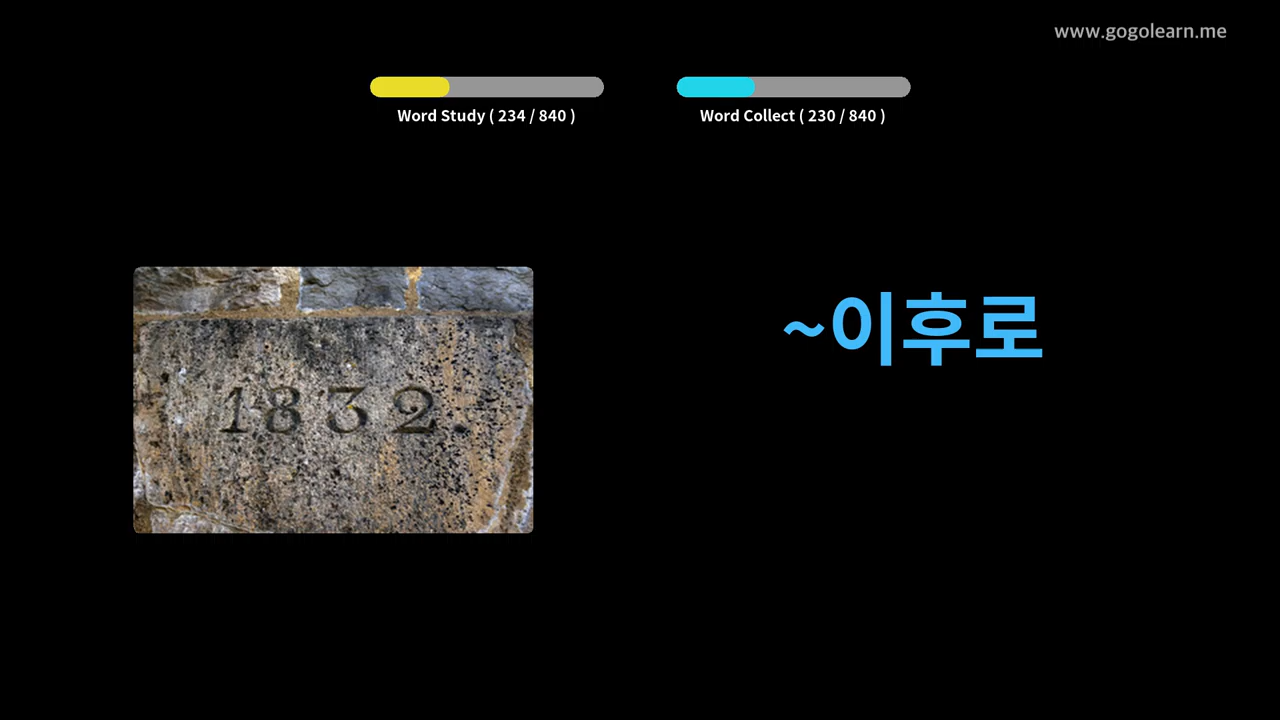 www.gogolearn.me
Word Study ( 234 / 840 )
Word Collect ( 230 / 840 )
~이후로
1832.